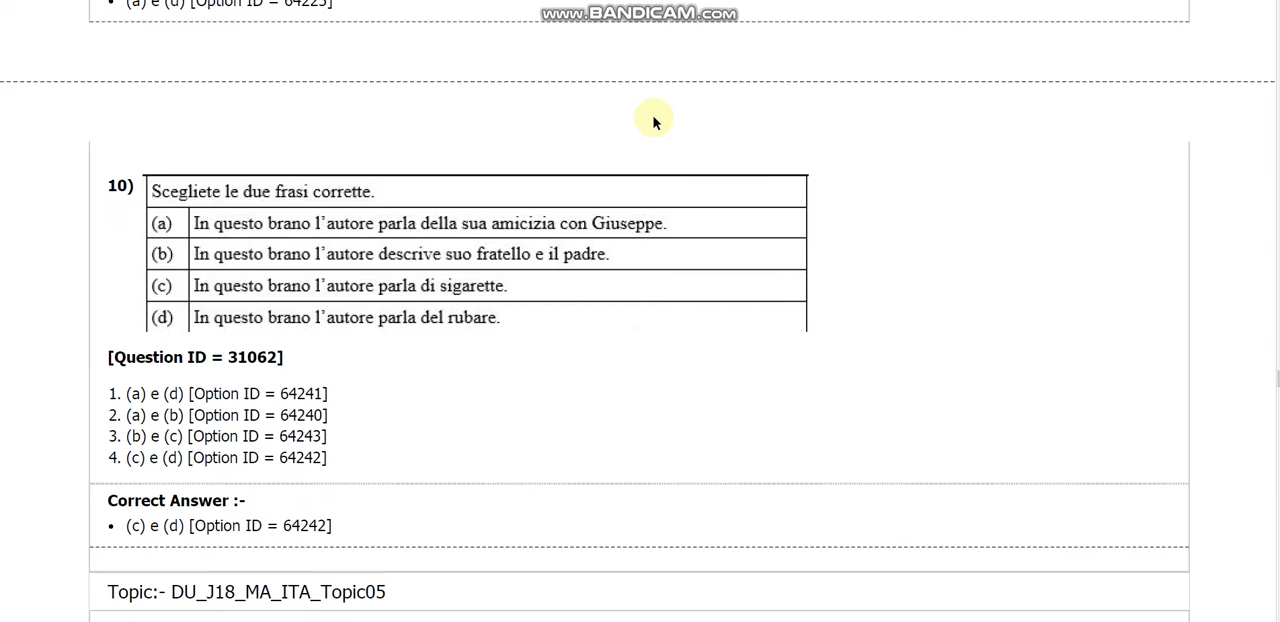 (a) e (d) [Option ID = 64225]
www.BANDICAM.com
10)
Scegliete le due frasi corrette.
(a) In questo brano l'autore parla della sua amicizia con Giuseppe.
(b) In questo brano l'autore descrive suo fratello e il padre.
(c) In questo brano l'autore parla di sigarette.
(d) In questo brano l'autore parla del rubare.
[Question ID = 31062]
1. (a) e (d) [Option ID = 64241]
2. (a) e (b) [Option ID = 64240]
3. (b) e (c) [Option ID = 64243]
4. (c) e (d) [Option ID = 64242]
Correct Answer :-
• (c) e (d) [Option ID = 64242]
Topic:- DU_J18_MA_ITA_Topic05